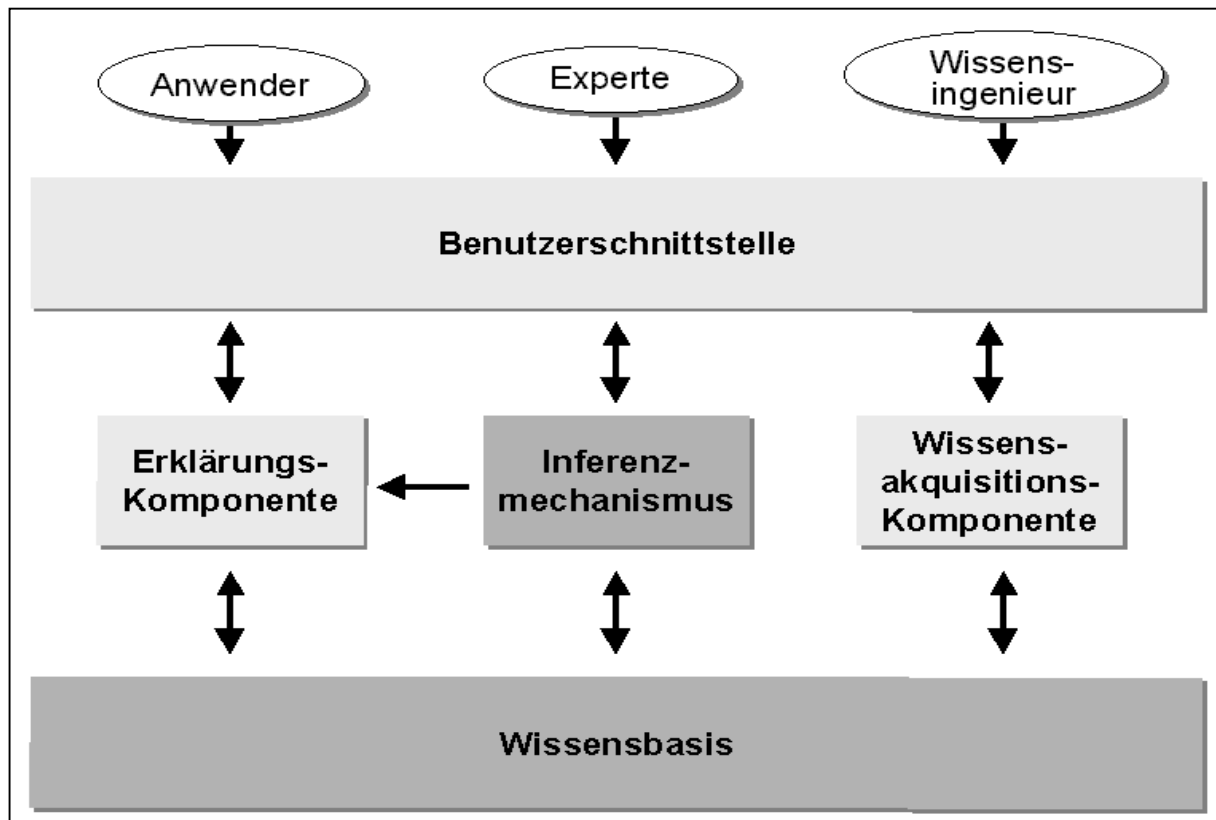 Anwender
Experte
Wissens-
ingenieur
Benutzerschnittstelle
Erklärungs-
Komponente
Inferenz-
mechanismus
Wissens-
akquisitions-
Komponente
Wissensbasis